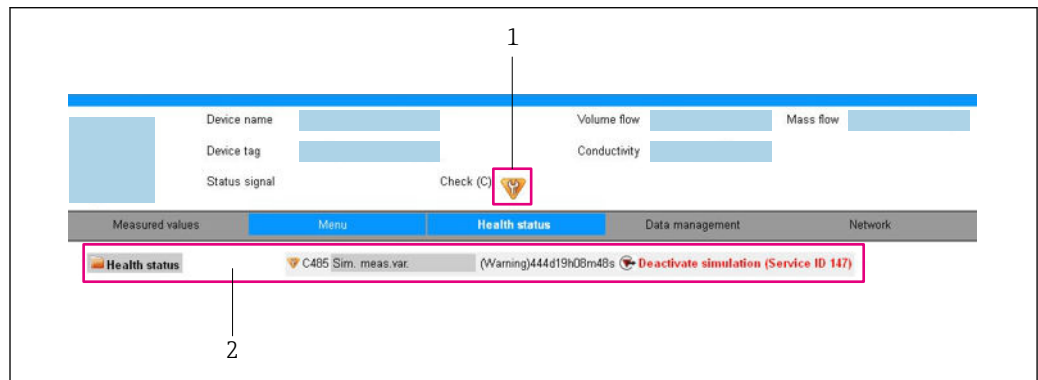 1
Device name Volume flow Mass flow
Device tag Conductivity
Status signal Check (C)
Measured values Menu Health status Data management Network
Health status C485 Sim. meas.var. (Warning)444d19h08m48s Deactivate simulation (Service ID 147)
2